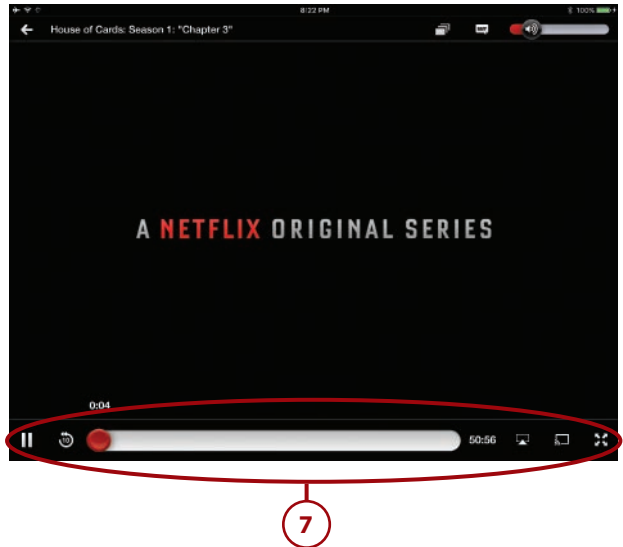 8:22 PM
100%
House of Cards: Season 1: "Chapter 3"
A NETFLIX ORIGINAL SERIES
0:04
10
50:56
7